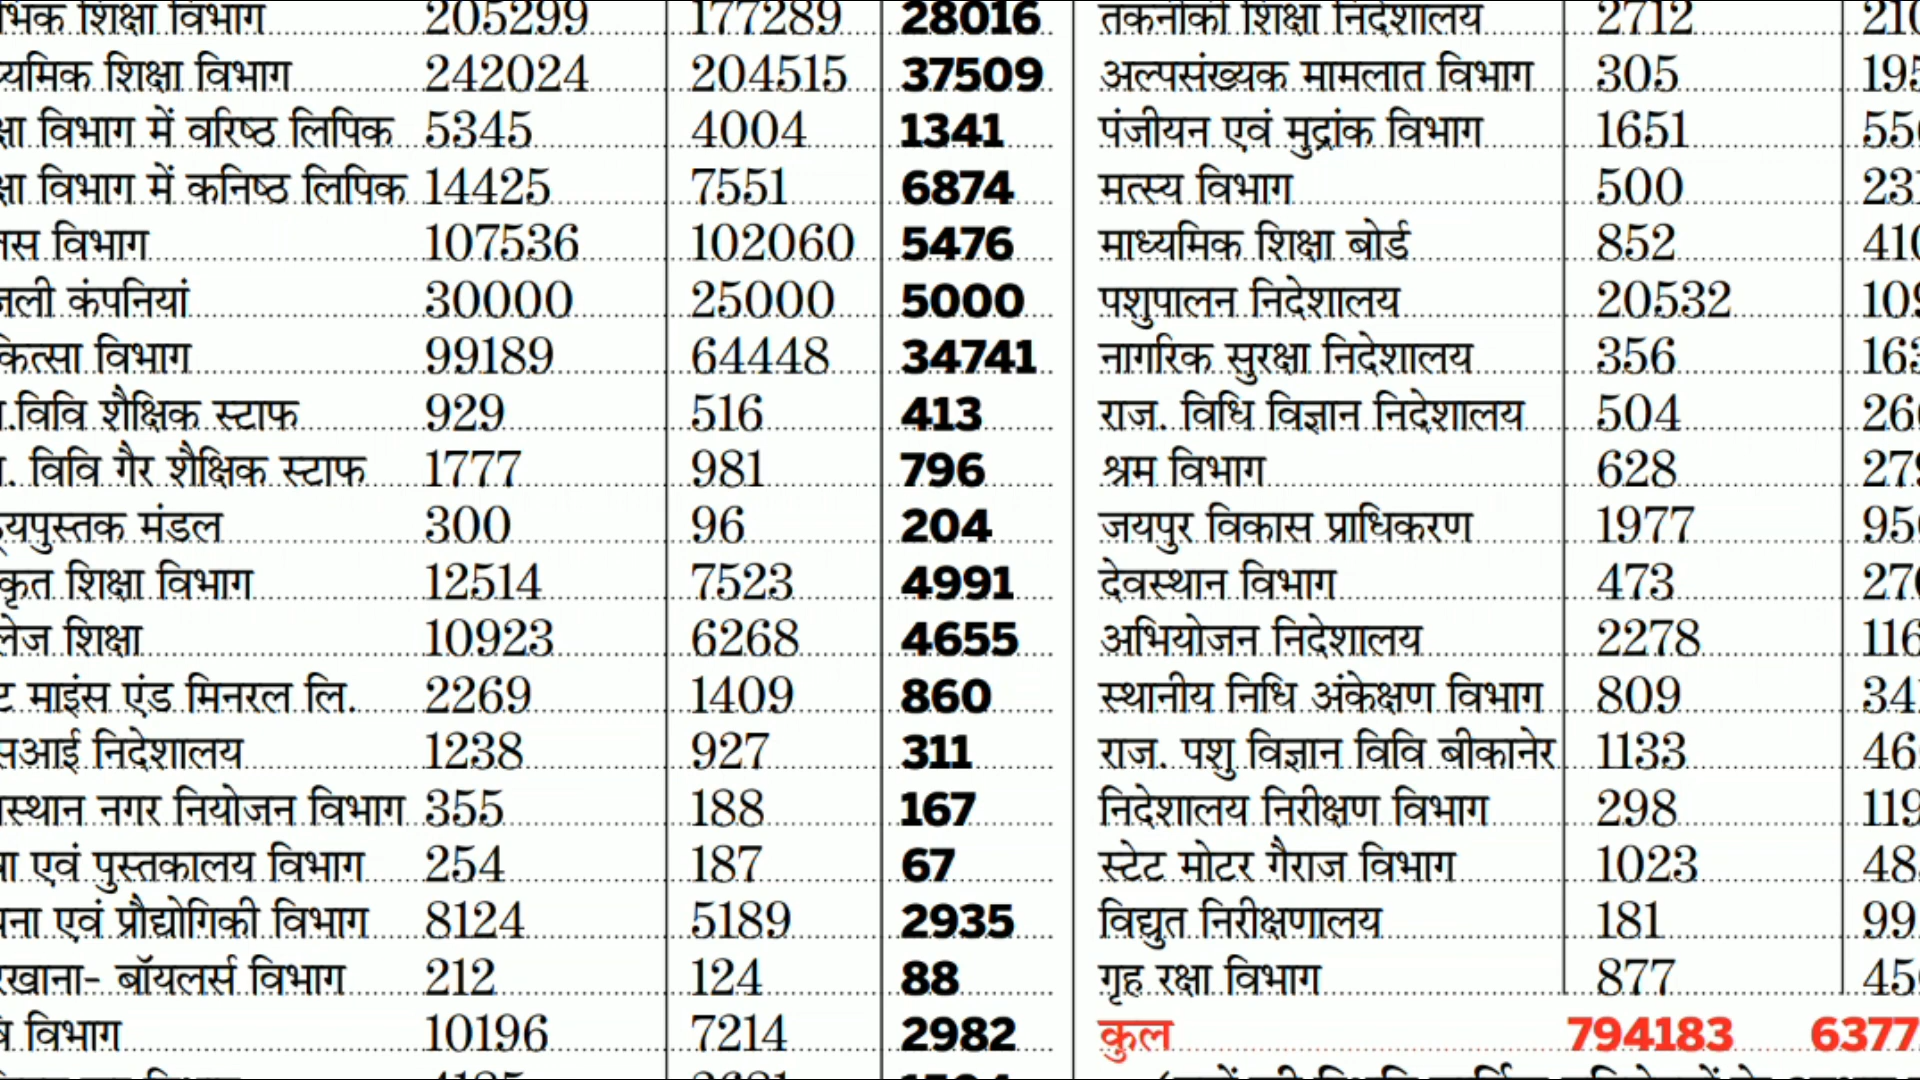 शिक्षा विभाग 205299 177289 28016
शिक्षा विभाग 242024 204515 37509
विभाग में वरिष्ठ लिपिक 5345 4004 1341
विभाग में कनिष्ठ लिपिक 14425 7551 6874
विभाग 107536 102060 5476
कंपनियां 30000 25000 5000
विभाग 99189 64448 34741
विवि शैक्षिक स्टाफ 929 516 413
. विवि गैर शैक्षिक स्टाफ 1777 981 796
मंडल 300 96 204
शिक्षा विभाग 12514 7523 4991
शिक्षा 10923 6268 4655
माइंस एंड मिनरल लि. 2269 1409 860
निदेशालय 1238 927 311
नगर नियोजन विभाग 355 188 167
एवं पुस्तकालय विभाग 254 187 67
एवं प्रौद्योगिकी विभाग 8124 5189 2935
बॉयलर्स विभाग 212 124 88
विभाग 10196 7214 2982
तकनीकी शिक्षा निदेशालय 2712
अल्पसंख्यक मामलात विभाग 305
पंजीयन एवं मुद्रांक विभाग 1651
मत्स्य विभाग 500
माध्यमिक शिक्षा बोर्ड 852
पशुपालन निदेशालय 20532
नागरिक सुरक्षा निदेशालय 356
राज. विधि विज्ञान निदेशालय 504
श्रम विभाग 628
जयपुर विकास प्राधिकरण 1977
देवस्थान विभाग 473
अभियोजन निदेशालय 2278
स्थानीय निधि अंकेक्षण विभाग 809
राज. पशु विज्ञान विवि बीकानेर 1133
निदेशालय निरीक्षण विभाग 298
स्टेट मोटर गैराज विभाग 1023
विद्युत निरीक्षणालय 181
गृह रक्षा विभाग 877
कुल 794183